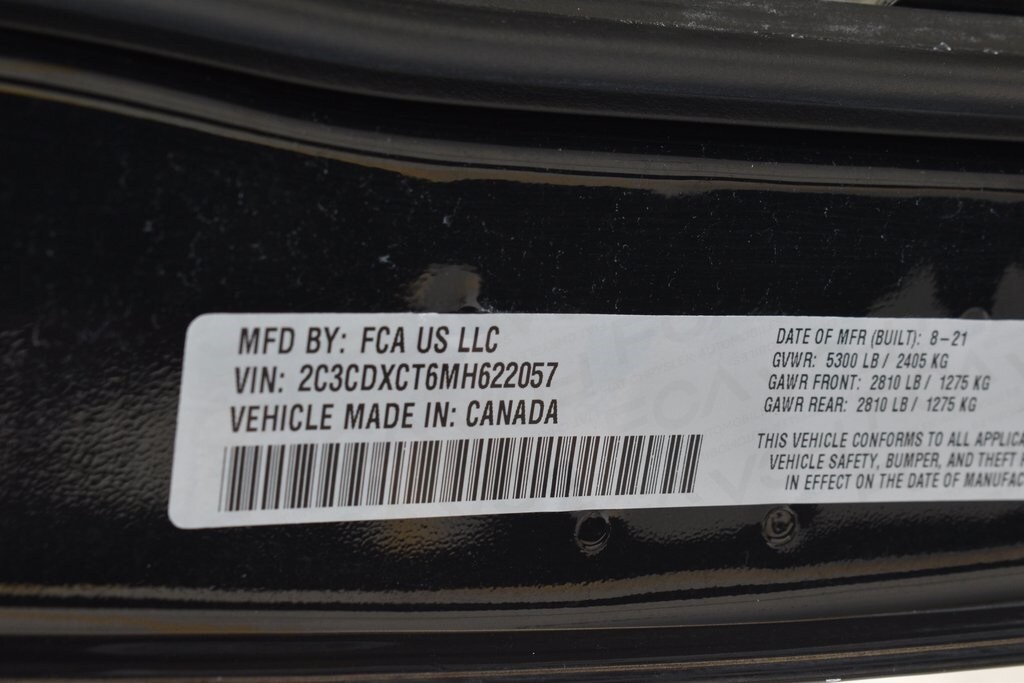 MFD BY: FCA US LLC
VIN: 2C3CDXCT6MH622057
VEHICLE MADE IN: CANADA
DATE OF MFR (BUILT): 8-21
GVWR: 5300 LB / 2405 KG
GAWR FRONT: 2810 LB / 1275 KG
GAWR REAR: 2810 LB / 1275 KG
THIS VEHICLE CONFORMS TO ALL APPLICA
VEHICLE SAFETY, BUMPER, AND THEFT
IN EFFECT ON THE DATE OF MANUFAC